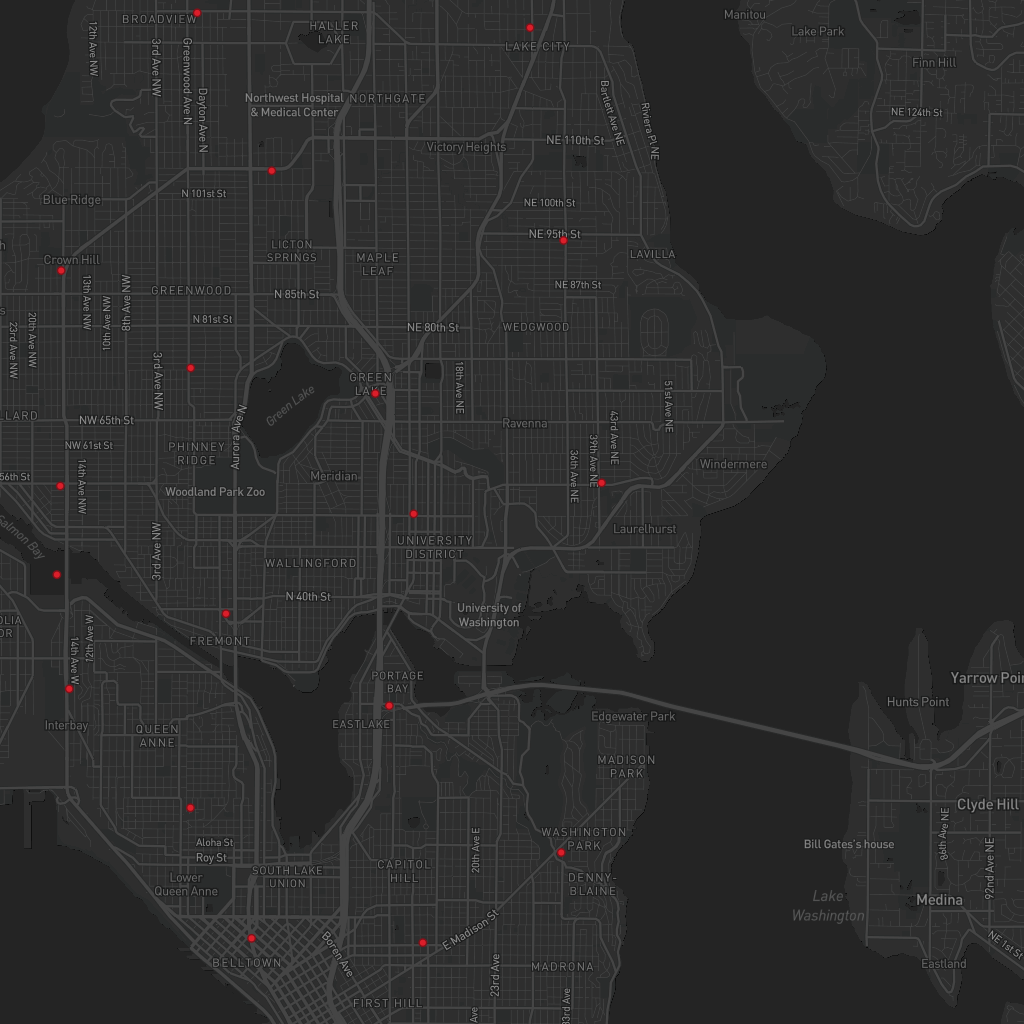 Manitou
BROADVIEW
HALLER
LAKE
Lake Park
12th Ave NW
3rd Ave NW
Greenwood Ave N
LAKE CITY
Finn Hill
Northwest Hospital
& Medical Center
NORTHGATE
Dayton Ave N
Bartlett Ave NE
Riviera Pl NE
NE 124th St
Victory Heights
NE 110th St
N 101st St
Blue Ridge
NE 100th St
NE 95th St
LICTON
SPRINGS
MAPLE
LEAF
LAVILLA
Crown Hill
GREENWOOD
N 85th St
NE 87th St
13th Ave NW
10th Ave NW
8th Ave NW
N 81st St
NE 80th St
WEDGWOOD
23rd Ave NW
20th Ave NW
3rd Ave NW
GREEN
LAKE
18th Ave NE
51st Ave NE
Green Lake
LLARD
NW 65th St
Aurora Ave N
Ravenna
43rd Ave NE
NW 61st St
PHINNEY
RIDGE
39th Ave NE
36th Ave NE
Windermere
56th St
14th Ave NW
Meridian
Woodland Park Zoo
Salmon Bay
3rd Ave NW
Laurelhurst
UNIVERSITY
DISTRICT
WALLINGFORD
N 40th St
University of
Washington
OLIA
OR
12th Ave W
14th Ave W
FREMONT
PORTAGE
BAY
Yarrow Poin
Hunts Point
Interbay
QUEEN
ANNE
EASTLAKE
Edgewater Park
MADISON
PARK
Clyde Hill
Aloha St
Roy St
WASHINGTON
PARK
20th Ave E
Bill Gates's house
86th Ave NE
92nd Ave NE
Lower
Queen Anne
SOUTH LAKE
UNION
CAPITOL
HILL
DENNY-
BLAINE
Lake
Washington
Medina
E Madison St
Boren Ave
NE 1st St
BELLTOWN
23rd Ave
MADRONA
Eastland
FIRST HILL
Ave
33rd Ave